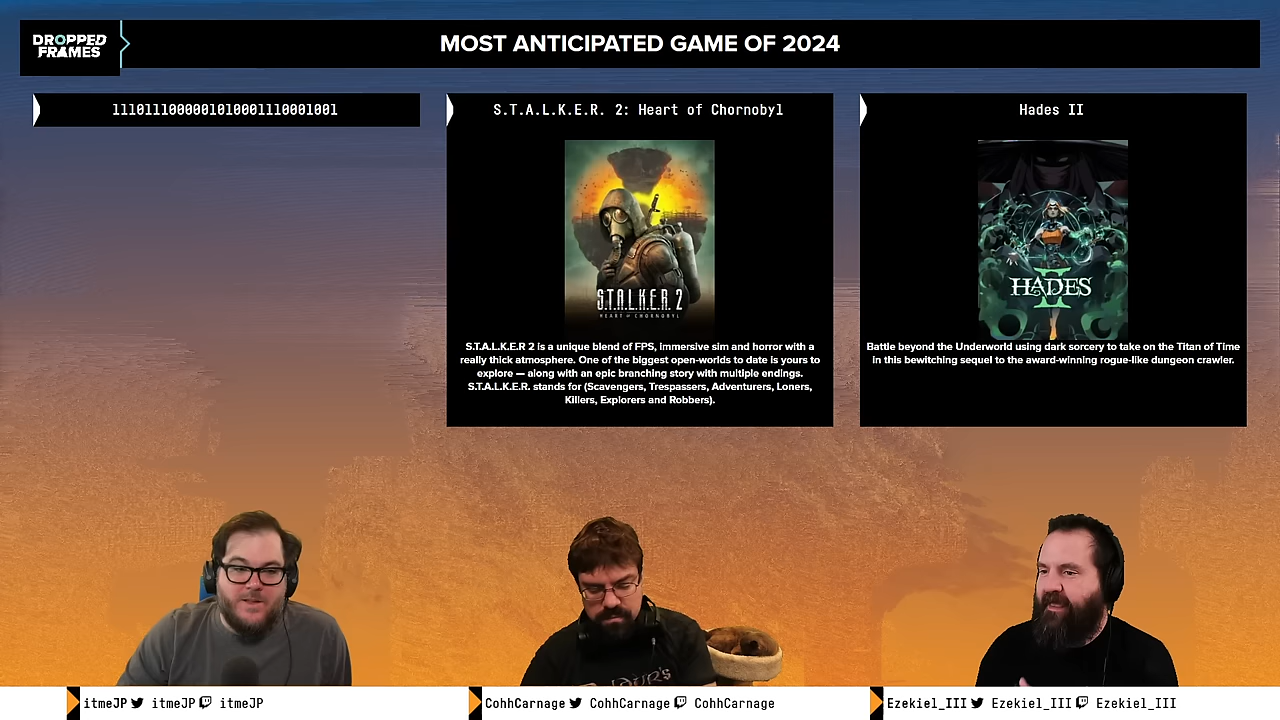 DROPPED
FRAMES
MOST ANTICIPATED GAME OF 2024
1110111000001010001110001001
S.T.A.L.K.E.R. 2: Heart of Chornobyl
S.T.A.L.K.E.R. 2
HEART OF CHORNOBYL
S.T.A.L.K.E.R 2 is a unique blend of FPS, immersive sim and horror with a
really thick atmosphere. One of the biggest open-worlds to date is yours to
explore — along with an epic branching story with multiple endings.
S.T.A.L.K.E.R. stands for (Scavengers, Trespassers, Adventurers, Loners,
Killers, Explorers and Robbers).
Hades II
HADES
II
Battle beyond the Underworld using dark sorcery to take on the Titan of Time
in this bewitching sequel to the award-winning rogue-like dungeon crawler.
itmeJP itmeJP itmeJP
CohhCarnage CohhCarnage CohhCarnage
Ezekiel_III Ezekiel_III Ezekiel_III